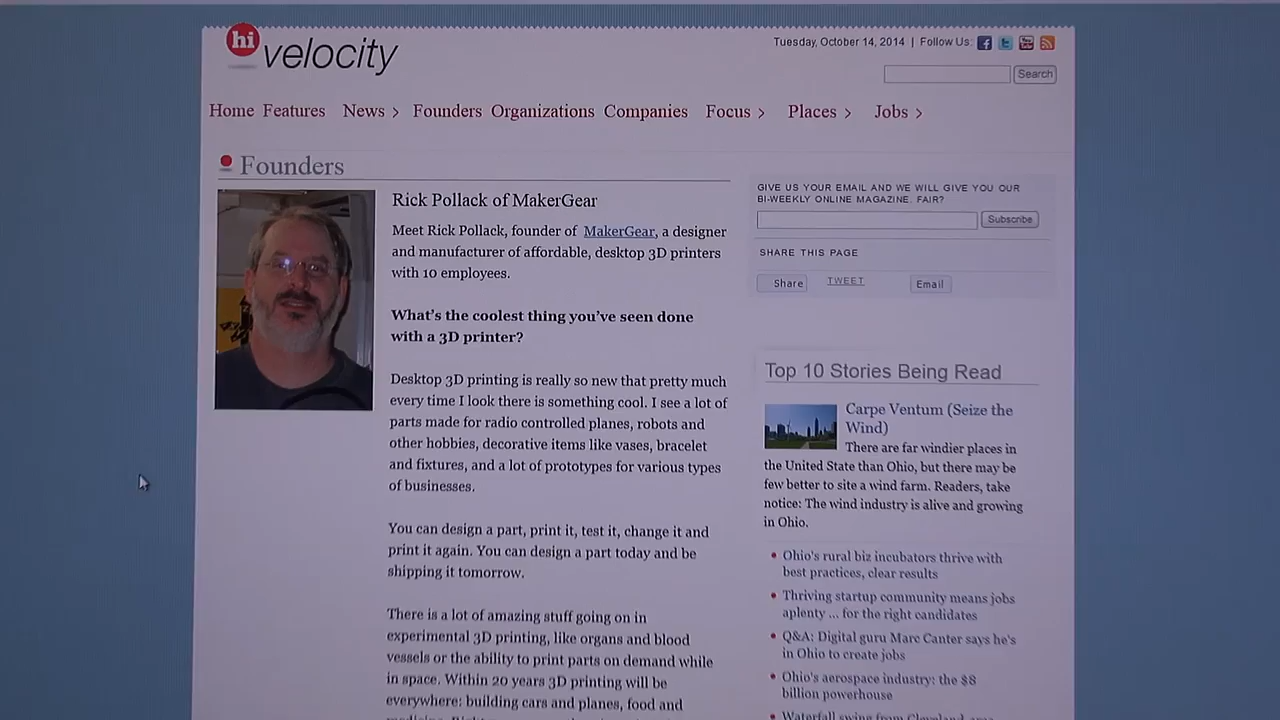 hi velocity
Tuesday, October 14, 2014 | Follow Us:
Search
Home Features News > Founders Organizations Companies Focus > Places > Jobs >
Founders
Rick Pollack of MakerGear
Meet Rick Pollack, founder of MakerGear, a designer
and manufacturer of affordable, desktop 3D printers
with 10 employees.
What's the coolest thing you've seen done
with a 3D printer?
Desktop 3D printing is really so new that pretty much
every time I look there is something cool. I see a lot of
parts made for radio controlled planes, robots and
other hobbies, decorative items like vases, bracelet
and fixtures, and a lot of prototypes for various types
of businesses.
You can design a part, print it, test it, change it and
print it again. You can design a part today and be
shipping it tomorrow.
There is a lot of amazing stuff going on in
experimental 3D printing, like organs and blood
vessels or the ability to print parts on demand while
in space. Within 20 years 3D printing will be
everywhere: building cars and planes, food and
GIVE US YOUR EMAIL AND WE WILL GIVE YOU OUR
BI-WEEKLY ONLINE MAGAZINE. FAIR?
Subscribe
SHARE THIS PAGE
Share TWEET Email
Top 10 Stories Being Read
Carpe Ventum (Seize the
Wind)
There are far windier places in
the United State than Ohio, but there may be
few better to site a wind farm. Readers, take
notice: The wind industry is alive and growing
in Ohio.
Ohio's rural biz incubators thrive with
best practices, clear results
Thriving startup community means jobs
aplenty ... for the right candidates
Q&A: Digital guru Marc Canter says he's
in Ohio to create jobs
Ohio's aerospace industry: the $8
billion powerhouse
Waterfall swing from Cleveland